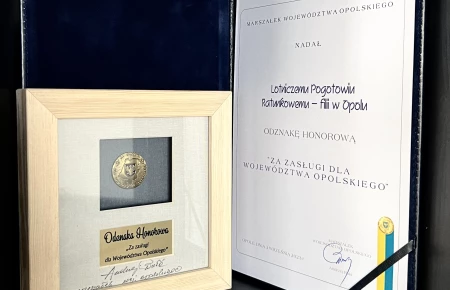 MARSZAŁEK WOJEWÓDZTWA OPOLSKIEGO
NADAŁ
Lotniczemu Pogotowiu
Ratunkowemu – filii w Opolu
ODZNAKĘ HONOROWĄ
"ZA ZASŁUGI DLA
WOJEWÓDZTWA OPOLSKIEGO"
Odznaka Honorowa
„Za zasługi
dla Województwa Opolskiego"
Andrzej